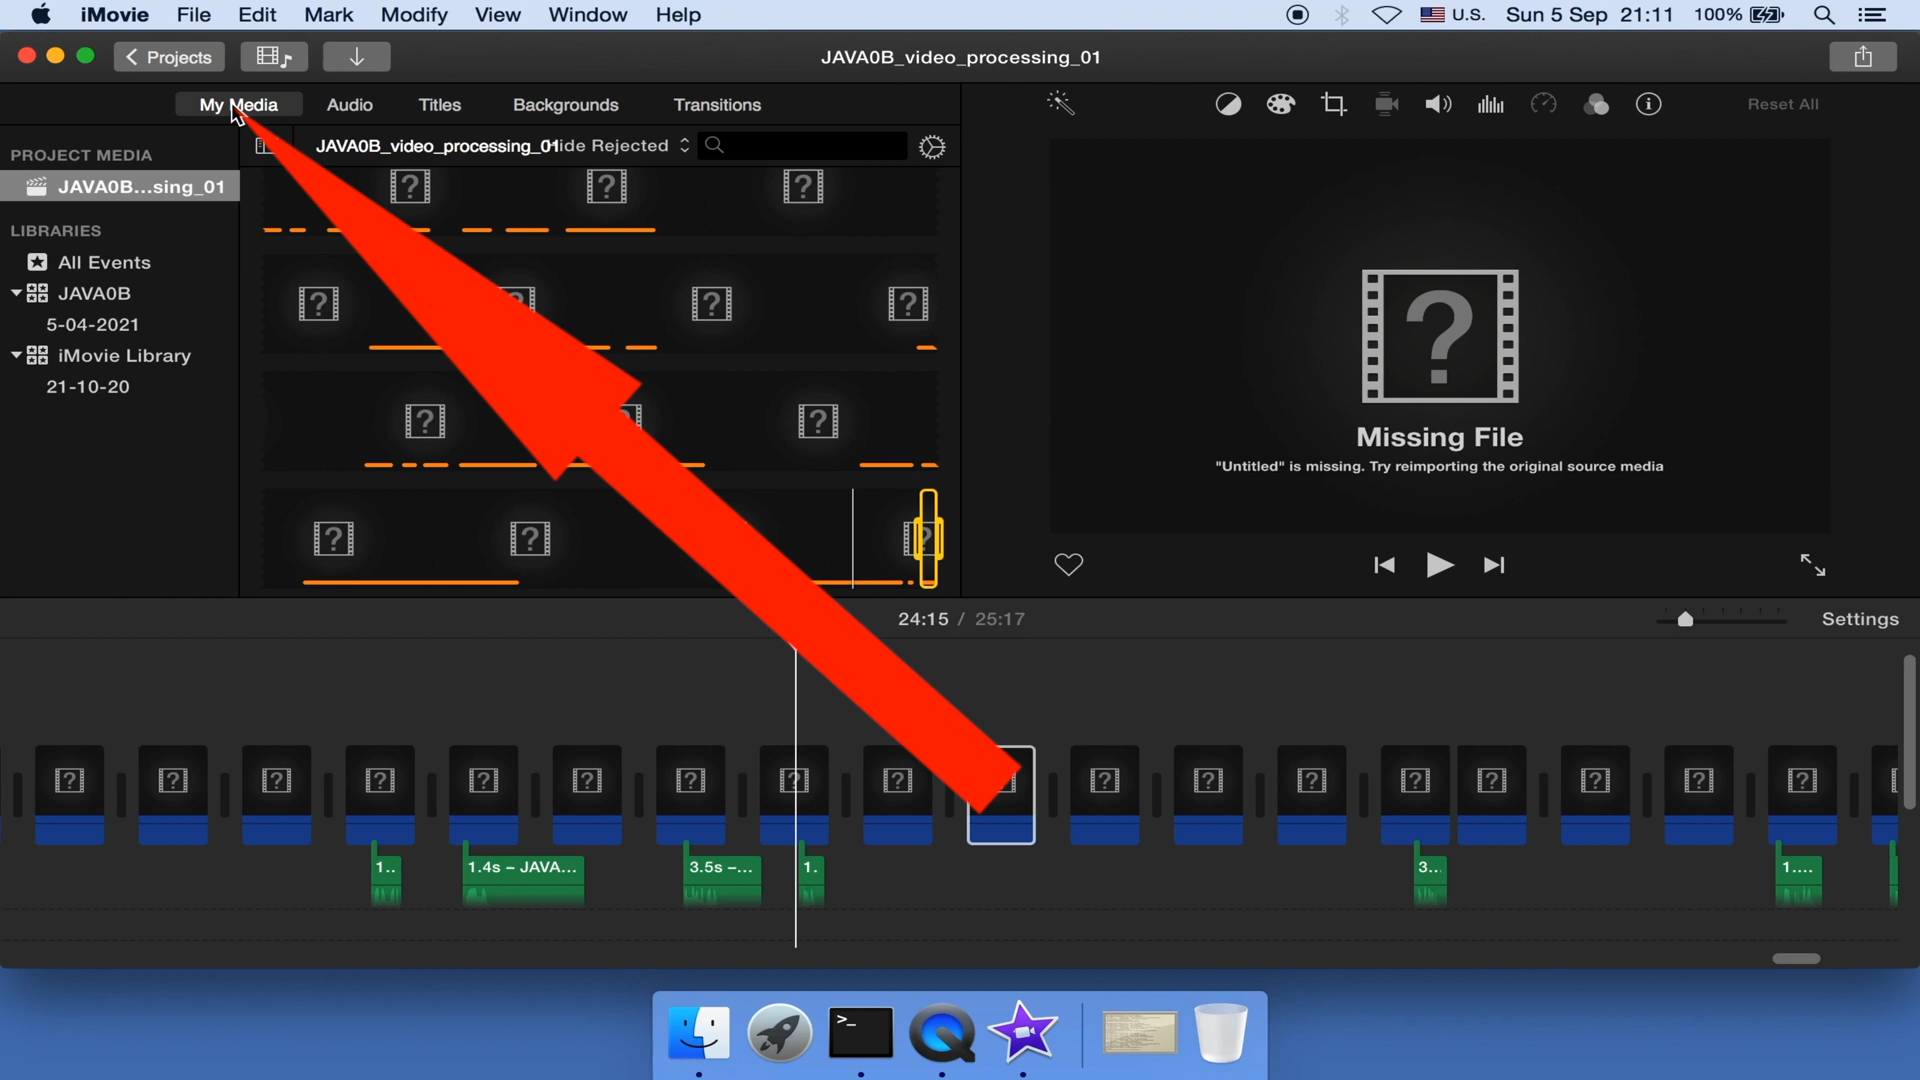 iMovie File Edit Mark Modify View Window Help U.S. Sun 5 Sep 21:11 100%
Projects JAVA0B_video_processing_01
My Media Audio Titles Backgrounds Transitions Reset All
JAVA0B_video_processing_01 Hide Rejected
PROJECT MEDIA
JAVA0B...sing_01
LIBRARIES
All Events
JAVA0B
5-04-2021
iMovie Library
21-10-20
Missing File
"Untitled" is missing. Try reimporting the original source media
24:15 / 25:17 Settings
1.. 1.4s – JAVA... 3.5s –... 1. 3... 1....